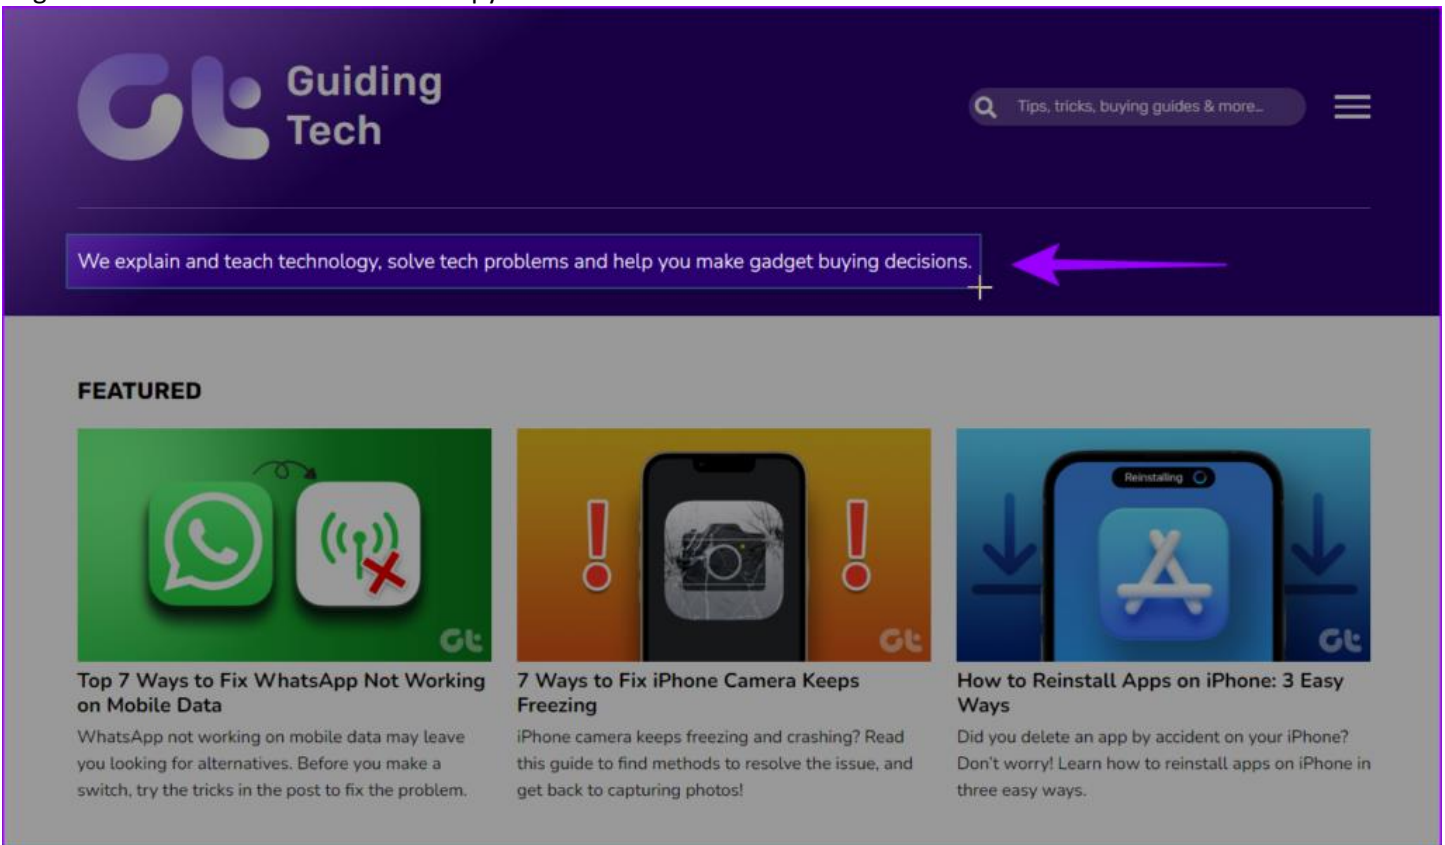 Guiding
Tech
Tips, tricks, buying guides & more...
We explain and teach technology, solve tech problems and help you make gadget buying decisions.
FEATURED
Reinstalling
Gt
Gt
Gt
Top 7 Ways to Fix WhatsApp Not Working
on Mobile Data
WhatsApp not working on mobile data may leave
you looking for alternatives. Before you make a
switch, try the tricks in the post to fix the problem.
7 Ways to Fix iPhone Camera Keeps
Freezing
iPhone camera keeps freezing and crashing? Read
this guide to find methods to resolve the issue, and
get back to capturing photos!
How to Reinstall Apps on iPhone: 3 Easy
Ways
Did you delete an app by accident on your iPhone?
Don't worry! Learn how to reinstall apps on iPhone in
three easy ways.